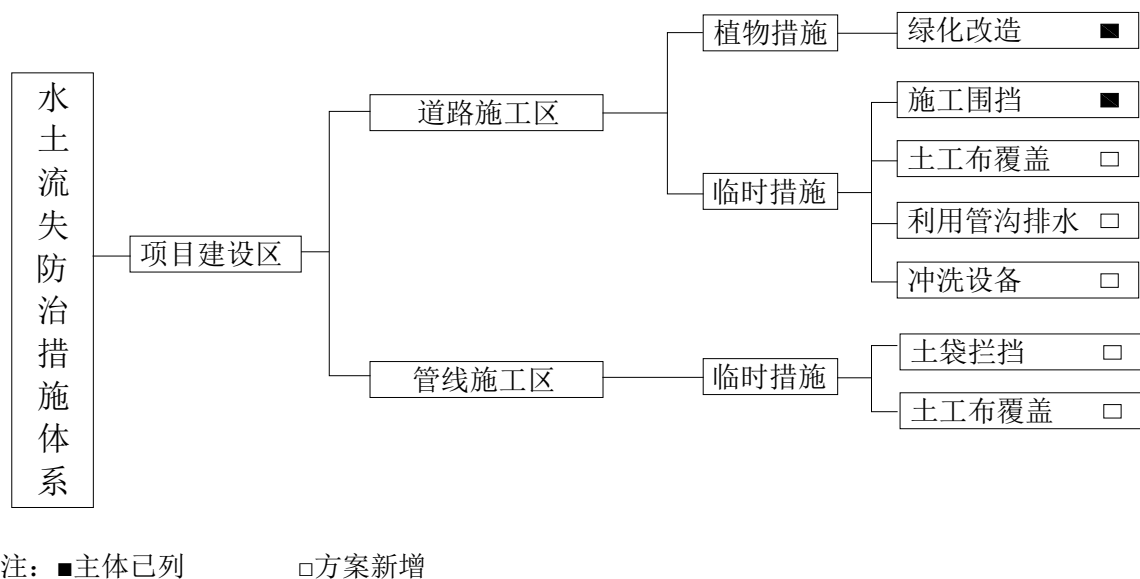 水土流失防治措施体系
项目建设区
道路施工区
植物措施
绿化改造 ■
临时措施
施工围挡 ■
土工布覆盖 □
利用管沟排水 □
冲洗设备 □
管线施工区
临时措施
土袋拦挡 □
土工布覆盖 □
注：■主体已列 □方案新增